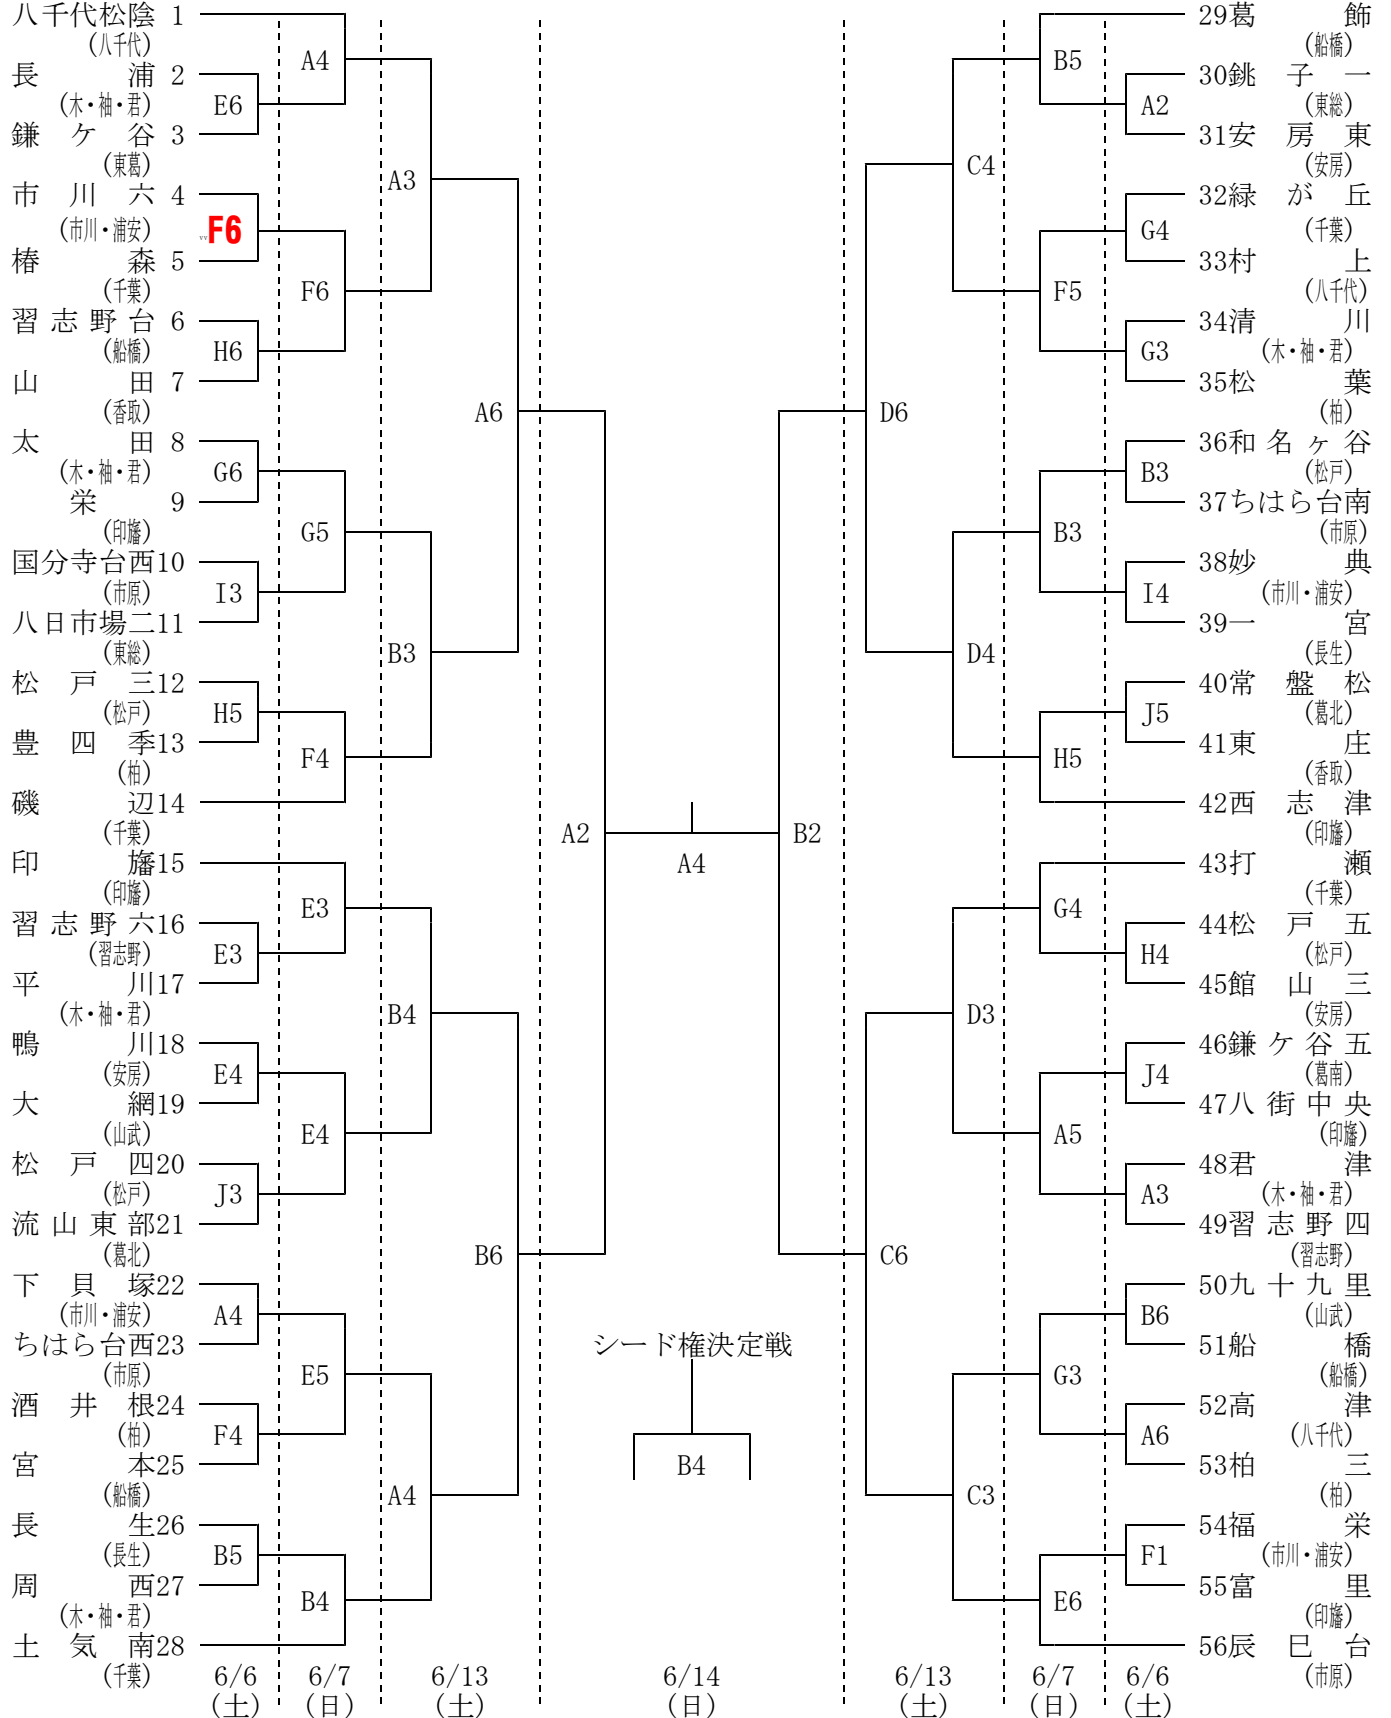 八千代松陰 1
(八千代)
A4
長浦 2
(木・袖・君)
E6
鎌ケ谷 3
(東葛)
A3
市川六 4
(市川・浦安)
F6
椿森 5
(千葉)
F6
習志野台 6
(船橋)
H6
山田 7
(香取)
A6
太田 8
(木・袖・君)
G6
栄 9
(印旛)
G5
国分寺台西10
(市原)
I3
八日市場二11
(東総)
B3
松戸三12
(松戸)
H5
豊四季13
(柏)
F4
磯辺14
(千葉)
A2
印旛15
(印旛)
E3
習志野六16
(習志野)
E3
平川17
(木・袖・君)
B4
鴨川18
(安房)
E4
大網19
(山武)
E4
松戸四20
(松戸)
J3
流山東部21
(葛北)
B6
下貝塚22
(市川・浦安)
A4
ちはら台西23
(市原)
E5
酒井根24
(柏)
F4
宮本25
(船橋)
A4
長生26
(長生)
B5
周西27
(木・袖・君)
B4
土気南28
(千葉)
A4
シード権決定戦
B4
29葛飾
(船橋)
B5
30銚子一
(東総)
A2
31安房東
(安房)
C4
32緑が丘
(千葉)
G4
33村上
(八千代)
F5
34清川
(木・袖・君)
G3
35松葉
(柏)
D6
36和名ヶ谷
(松戸)
B3
37ちはら台南
(市原)
B3
38妙典
(市川・浦安)
I4
39一宮
(長生)
D4
40常盤松
(葛北)
J5
41東庄
(香取)
H5
42西志津
(印旛)
B2
43打瀬
(千葉)
G4
44松戸五
(松戸)
H4
45館山三
(安房)
D3
46鎌ケ谷五
(葛南)
J4
47八街中央
(印旛)
A5
48君津
(木・袖・君)
A3
49習志野四
(習志野)
C6
50九十九里
(山武)
B6
51船橋
(船橋)
G3
52高津
(八千代)
A6
53柏三
(柏)
C3
54福栄
(市川・浦安)
F1
55富里
(印旛)
E6
56辰巳台
(市原)
6/6 6/7 6/13 6/14 6/13 6/7 6/6
(土) (日) (土) (日) (土) (日) (土)